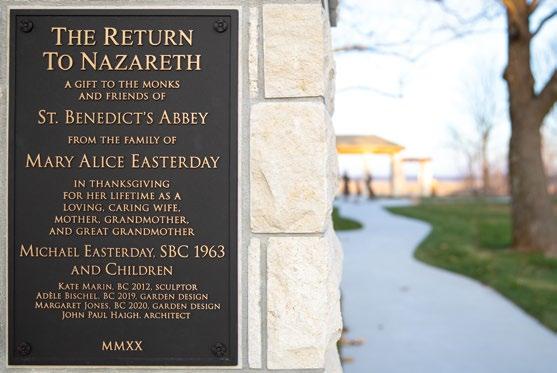 THE RETURN
TO NAZARETH
A GIFT TO THE MONKS
AND FRIENDS OF
ST. BENEDICT'S ABBEY
FROM THE FAMILY OF
MARY ALICE EASTERDAY
IN THANKSGIVING
FOR HER LIFETIME AS A
LOVING, CARING WIFE,
MOTHER, GRANDMOTHER,
AND GREAT GRANDMOTHER
MICHAEL EASTERDAY, SBC 1963
AND CHILDREN
KATE MARIN, BC 2012, SCULPTOR
ADÈLE BISCHEL, BC 2019, GARDEN DESIGN
MARGARET JONES, BC 2020, GARDEN DESIGN
JOHN PAUL HAIGH, ARCHITECT
MMXX